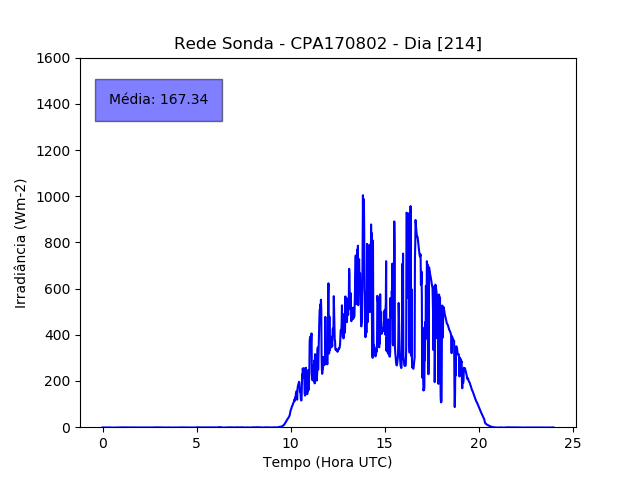 Rede Sonda - CPA170802 - Dia [214]
Média: 167.34
Irradiância (Wm-2)
1600
1400
1200
1000
800
600
400
200
0
0 5 10 15 20 25
Tempo (Hora UTC)